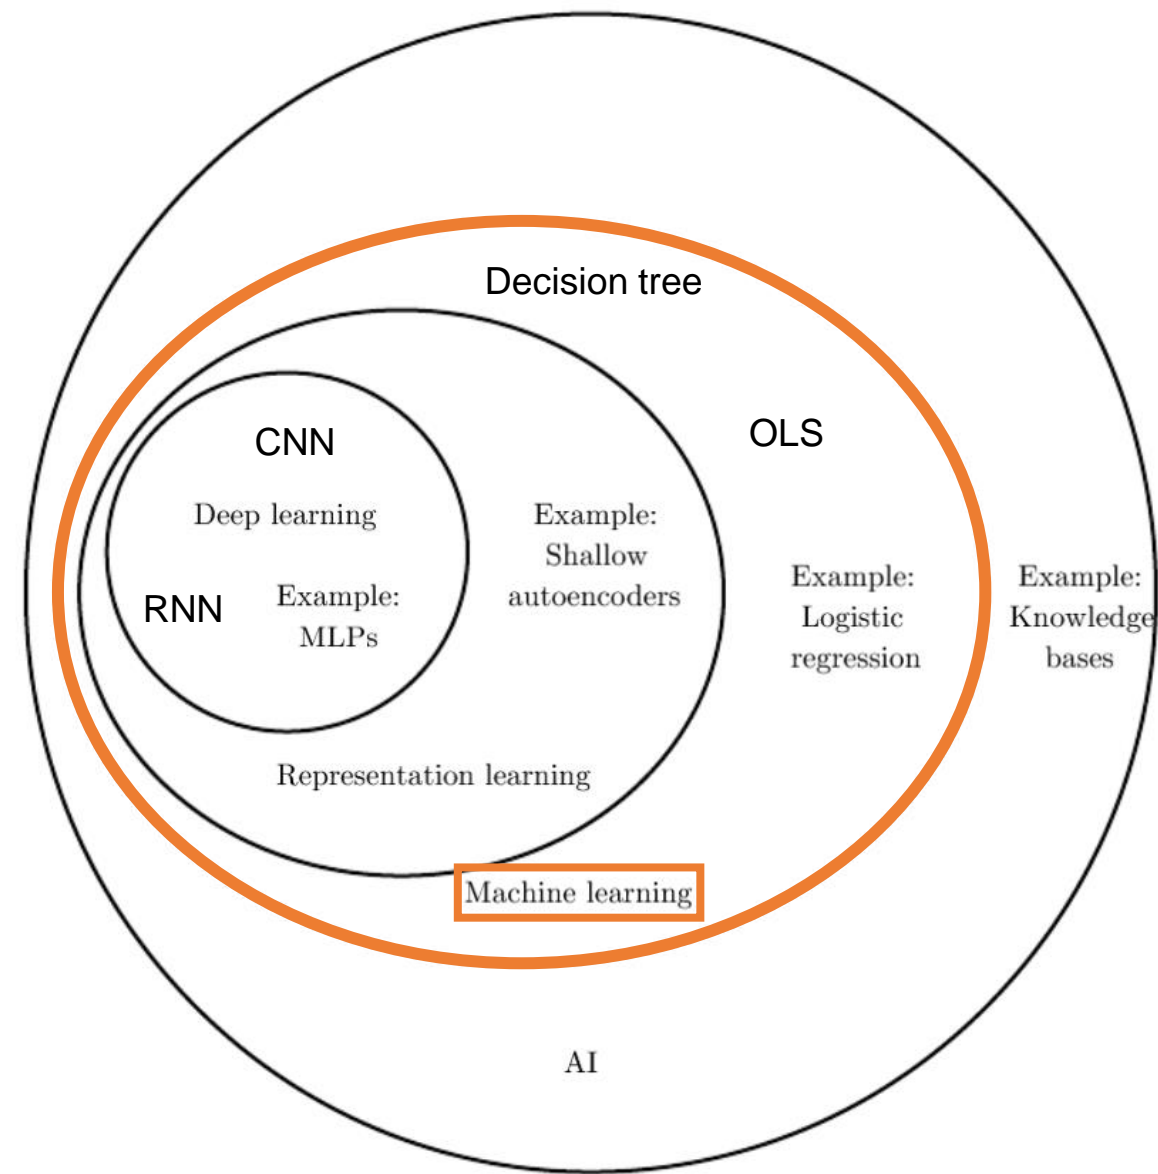 Decision tree
CNN
OLS
Deep learning
Example:
Shallow
autoencoders
RNN
Example:
MLPs
Example:
Logistic
regression
Example:
Knowledge
bases
Representation learning
Machine learning
AI